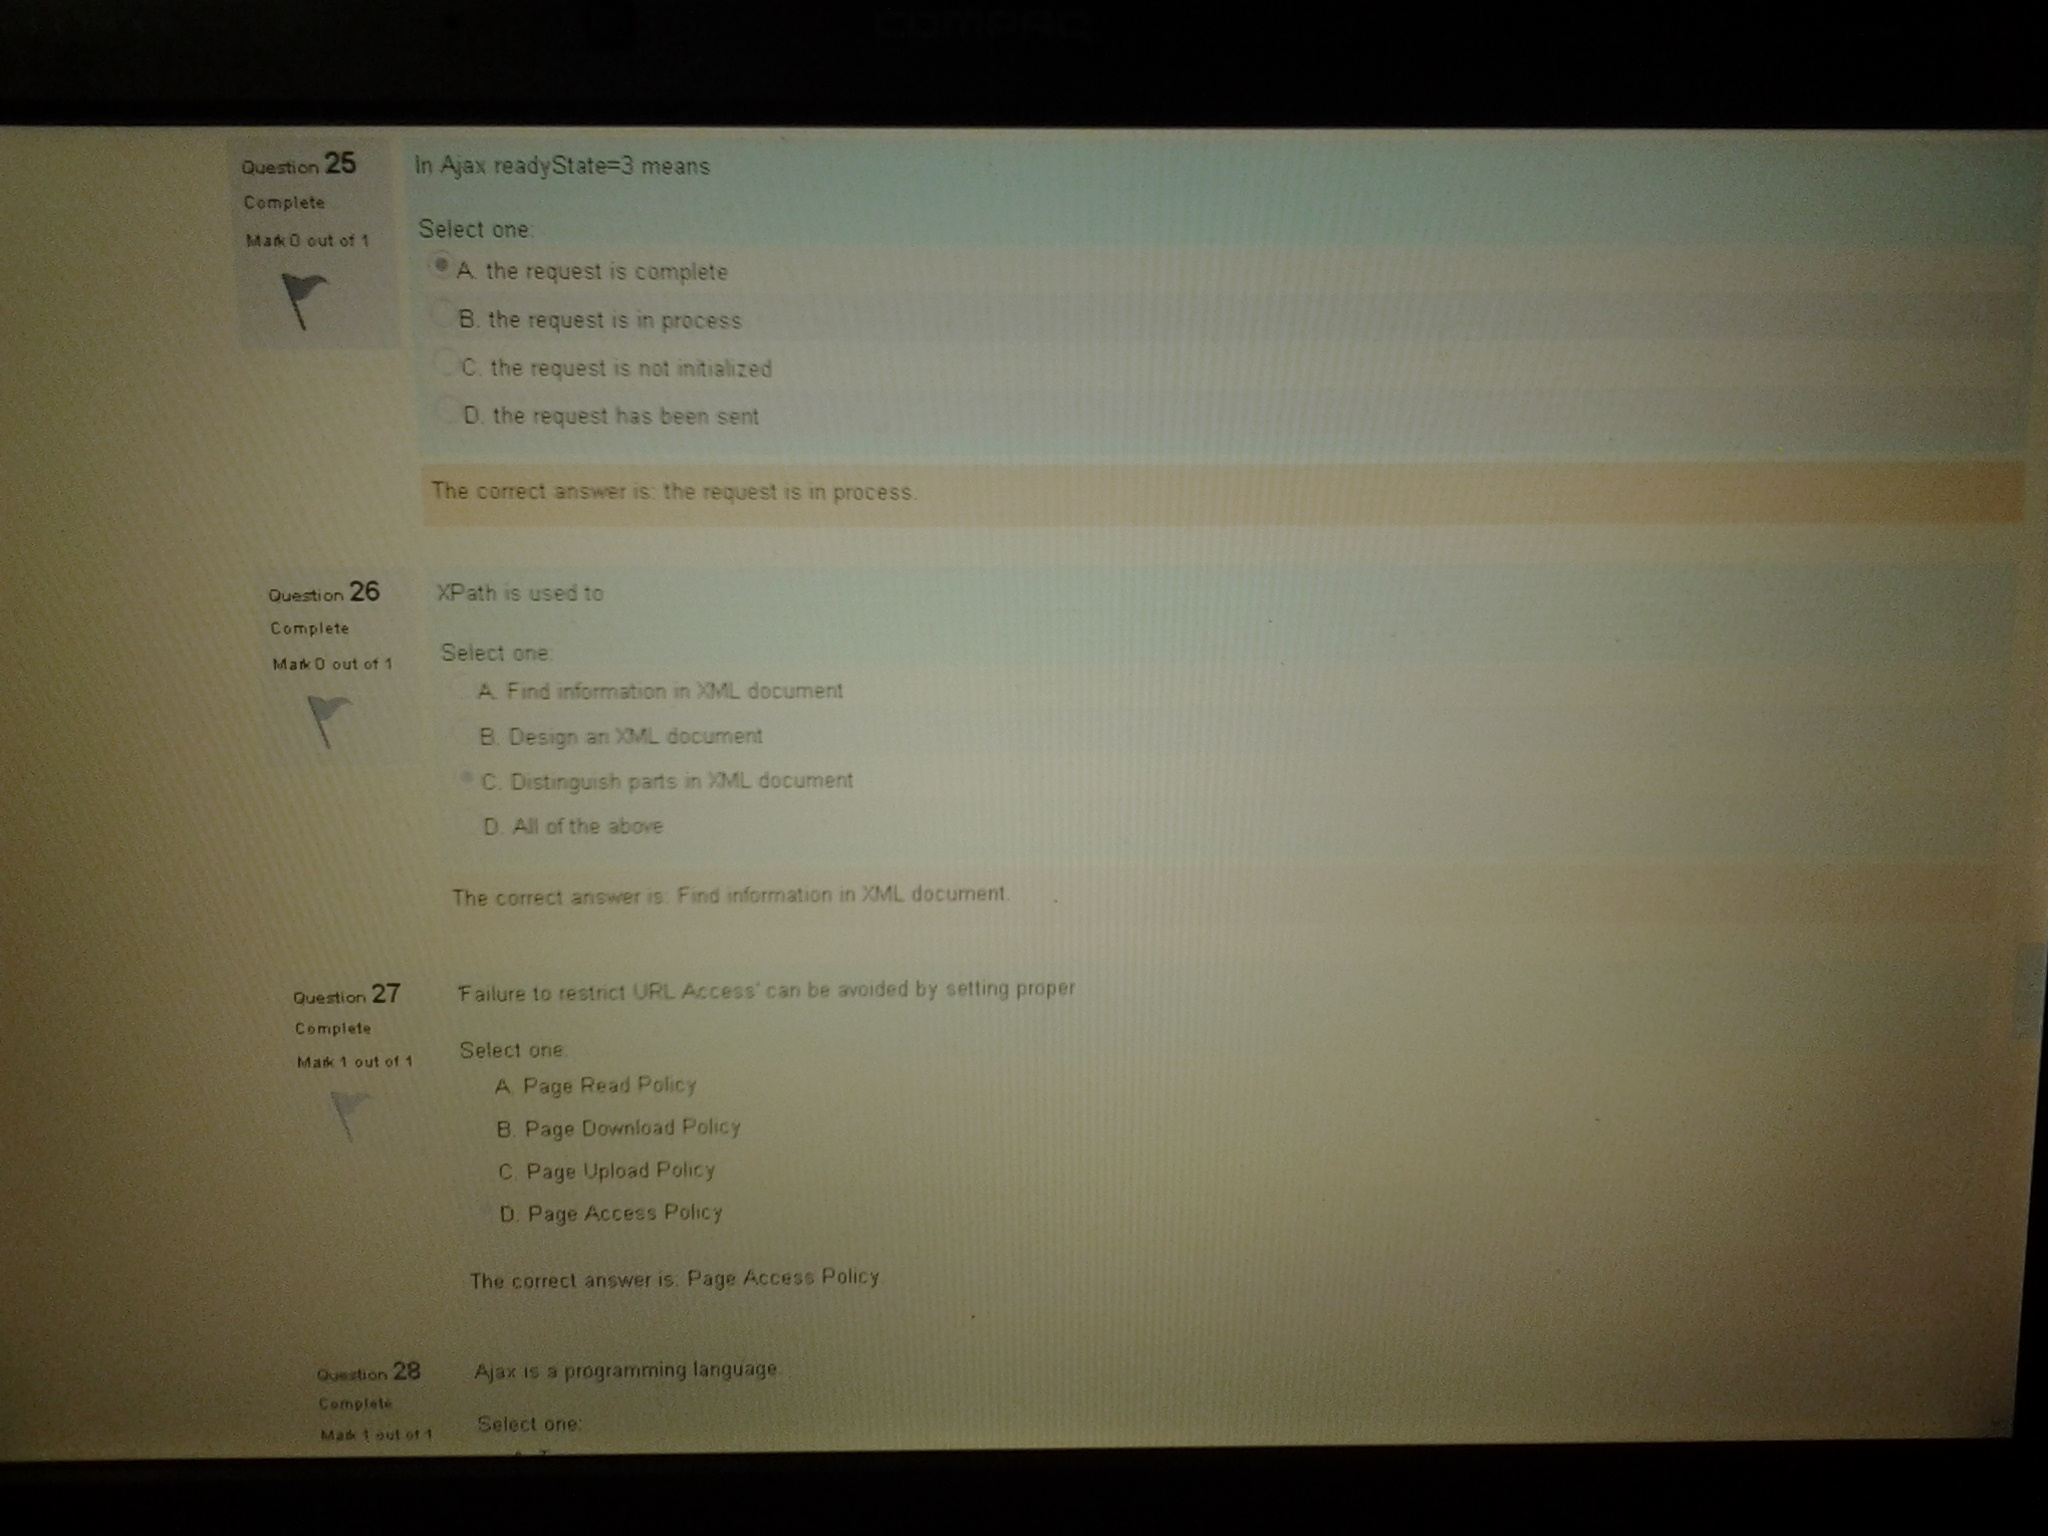 COMPAQ
Question 25
Complete
Mark 0 out of 1
In Ajax readyState=3 means
Select one:
A. the request is complete
B. the request is in process
C. the request is not initialized
D. the request has been sent
The correct answer is: the request is in process.
Question 26
Complete
Mark 0 out of 1
XPath is used to
Select one:
A. Find information in XML document
B. Design an XML document
C. Distinguish parts in XML document
D. All of the above
The correct answer is: Find information in XML document.
Question 27
Complete
Mark 1 out of 1
'Failure to restrict URL Access' can be avoided by setting proper
Select one:
A. Page Read Policy
B. Page Download Policy
C. Page Upload Policy
D. Page Access Policy
The correct answer is: Page Access Policy
Question 28
Complete
Mark 1 out of 1
Ajax is a programming language
Select one: